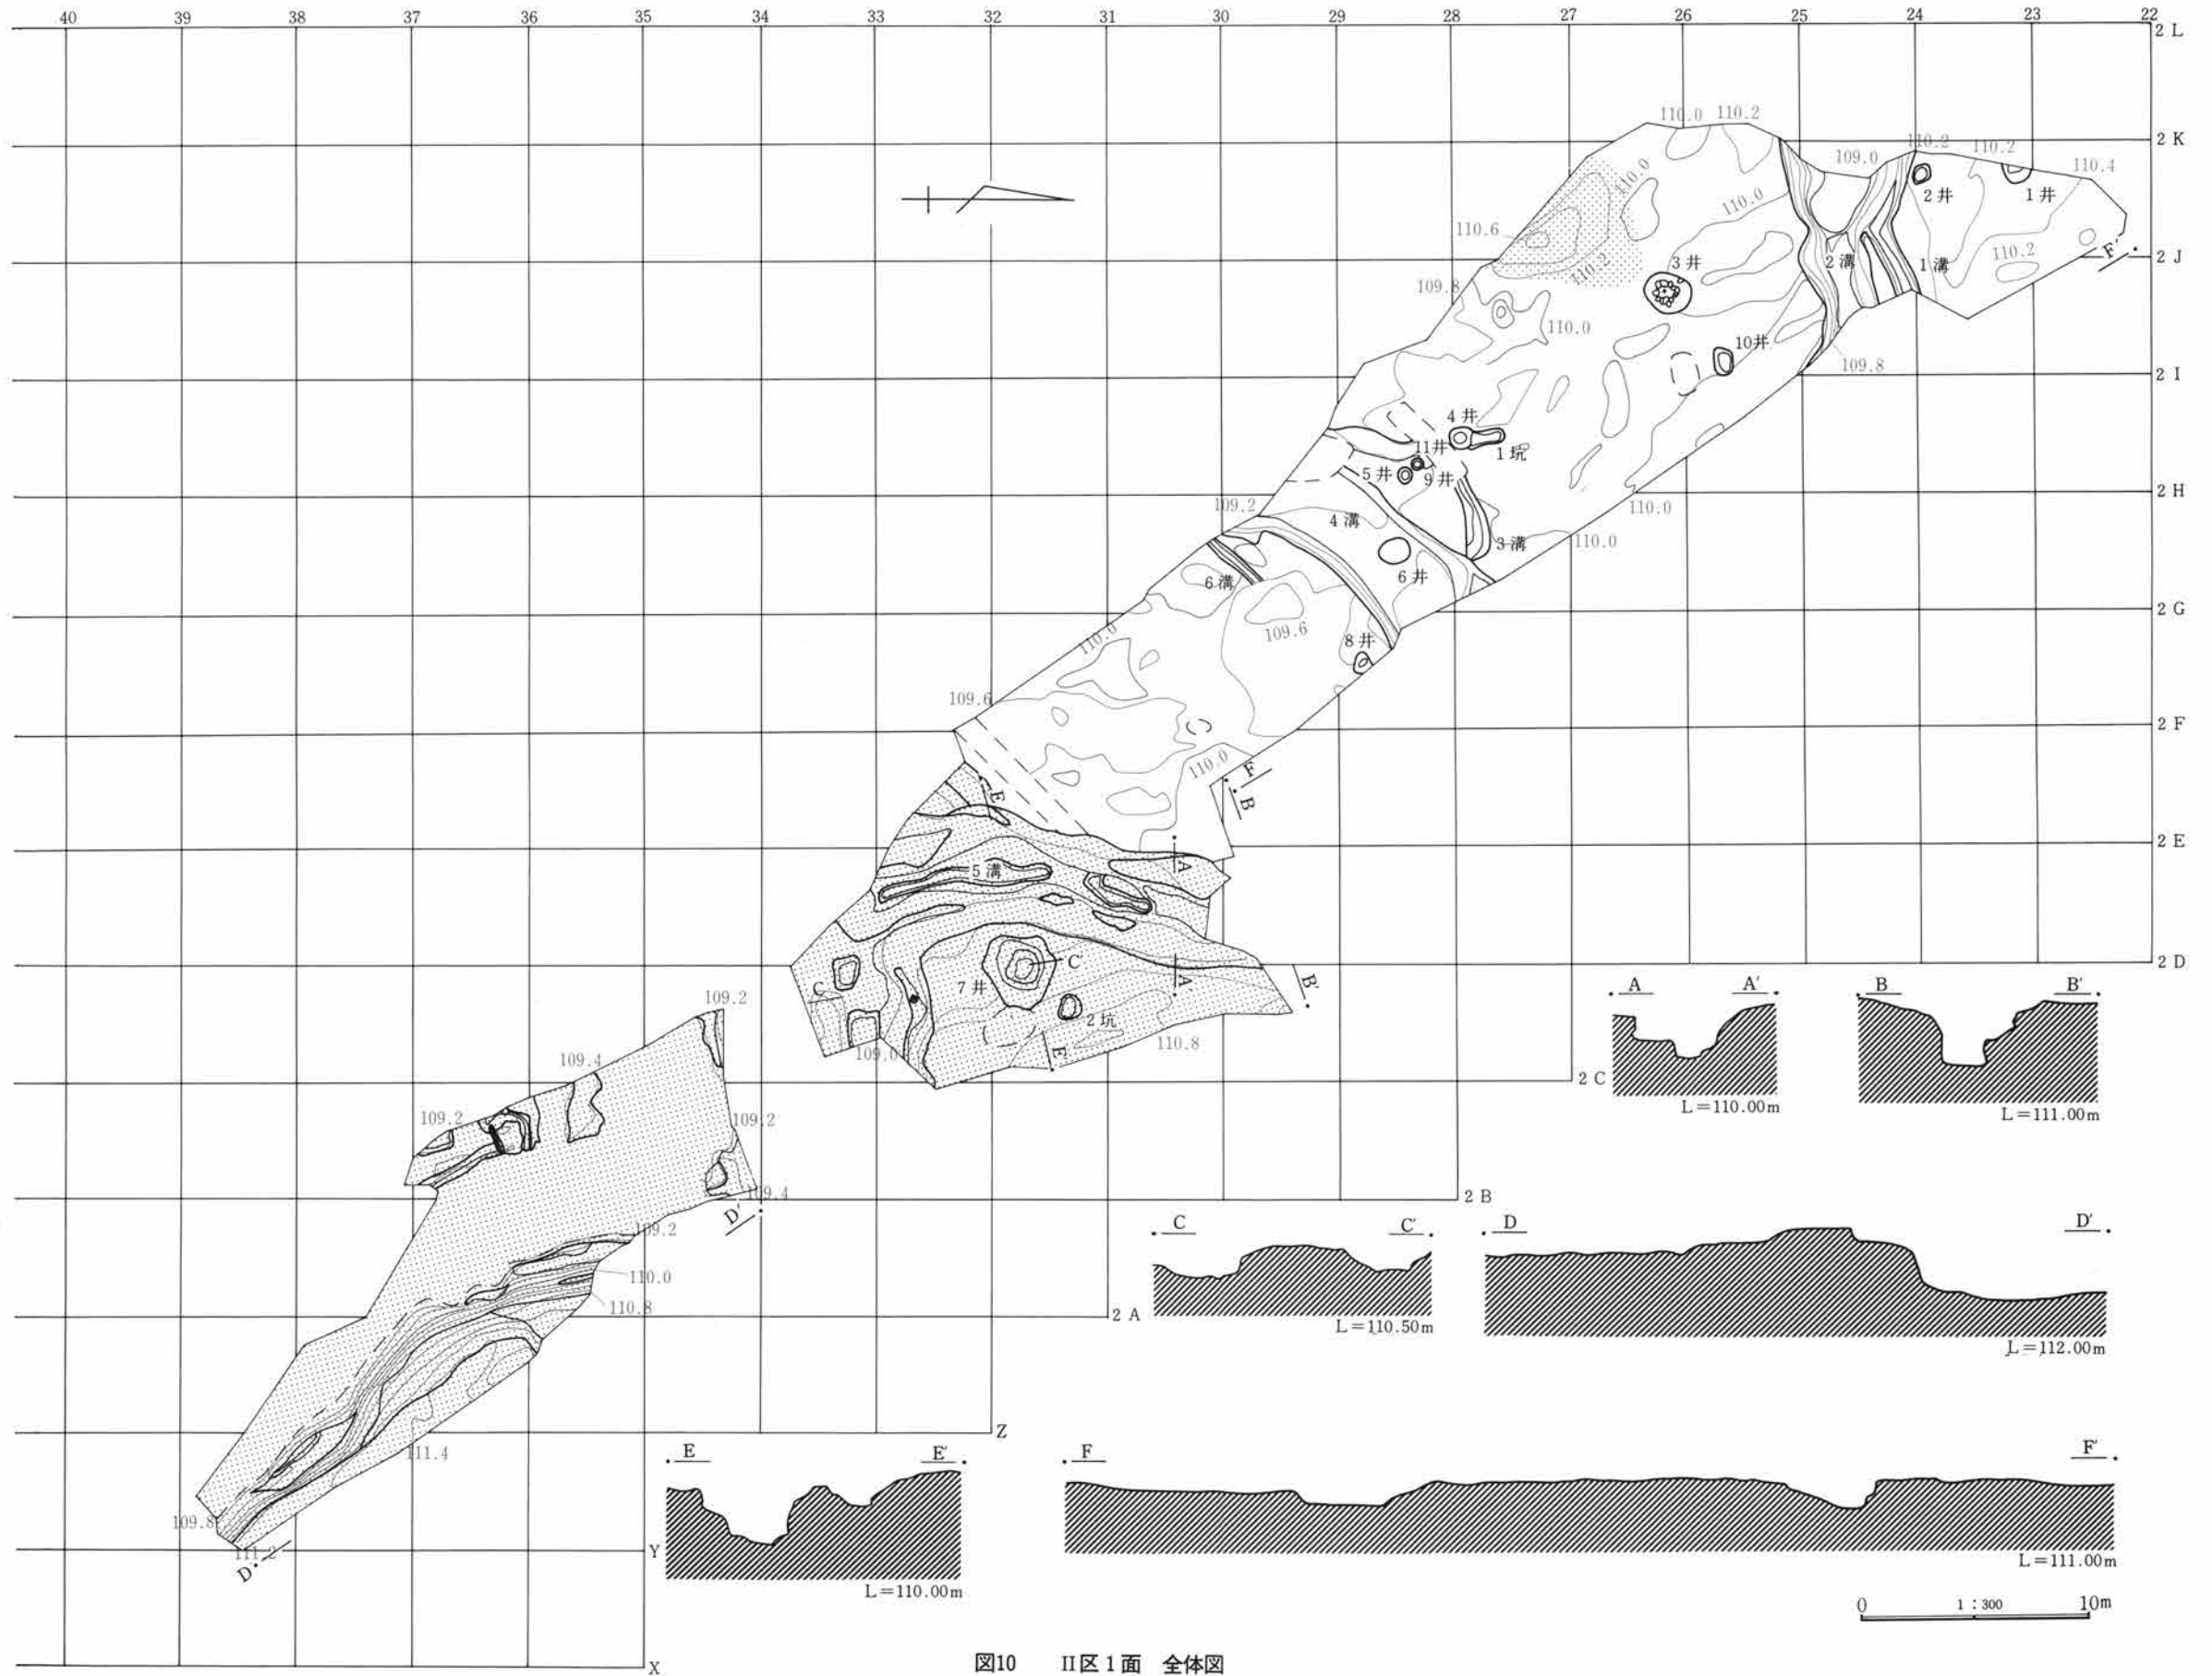 40 39 38 37 36 35 34 33 32 31 30 29 28 27 26 25 24 23 22
2 L
110.0 110.2
2 K
110.2
109.0
110.2
110.4
110.0
2 井
1 井
110.0
110.6
110.2
3 井
2 溝
1 溝
110.2
F′
2 J
109.8
110.0
10井
109.8
2 I
4 井
11井
1 坑
5 井
9 井
2 H
109.2
4 溝
110.0
3 溝
110.0
6 溝
6 井
2 G
110.0
109.6
8 井
109.6
2 F
110.0
F
B
E
2 E
5 溝
A
2 D
C′
A′
B′
C
7 井
2 坑
109.2
109.0
E′
110.8
109.4
2 C
109.2
109.2
109.4
D′
2 B
109.2
110.0
110.8
2 A
Z
111.4
109.8
111.2
D
Y
X
A A′
L=110.00m
B B′
L=111.00m
C C′
L=110.50m
D D′
L=112.00m
E E′
L=110.00m
F F′
L=111.00m
0 1:300 10m
図10 II区1面 全体図